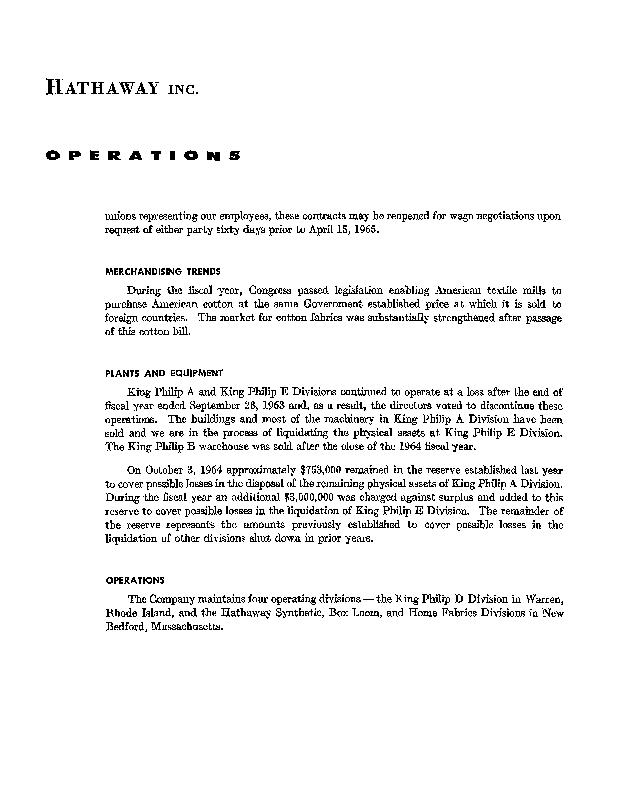 HATHAWAY INC.
OPERATIONS
unions representing our employees, these contracts may be reopened for wage negotiations upon
request of either party sixty days prior to April 15, 1965.
MERCHANDISING TRENDS
During the fiscal year, Congress passed legislation enabling American textile mills to
purchase American cotton at the same Government established price at which it is sold to
foreign countries. The market for cotton fabrics was substantially strengthened after passage
of this cotton bill.
PLANTS AND EQUIPMENT
King Philip A and King Philip E Divisions continued to operate at a loss after the end of
fiscal year ended September 28, 1963 and, as a result, the directors voted to discontinue these
operations. The buildings and most of the machinery in King Philip A Division have been
sold and we are in the process of liquidating the physical assets at King Philip E Division.
The King Philip B warehouse was sold after the close of the 1964 fiscal year.
On October 3, 1964 approximately $753,000 remained in the reserve established last year
to cover possible losses in the disposal of the remaining physical assets of King Philip A Division.
During the fiscal year an additional $3,000,000 was charged against surplus and added to this
reserve to cover possible losses in the liquidation of King Philip E Division. The remainder of
the reserve represents the amounts previously established to cover possible losses in the
liquidation of other divisions shut down in prior years.
OPERATIONS
The Company maintains four operating divisions — the King Philip D Division in Warren,
Rhode Island, and the Hathaway Synthetic, Box Loom, and Home Fabrics Divisions in New
Bedford, Massachusetts.